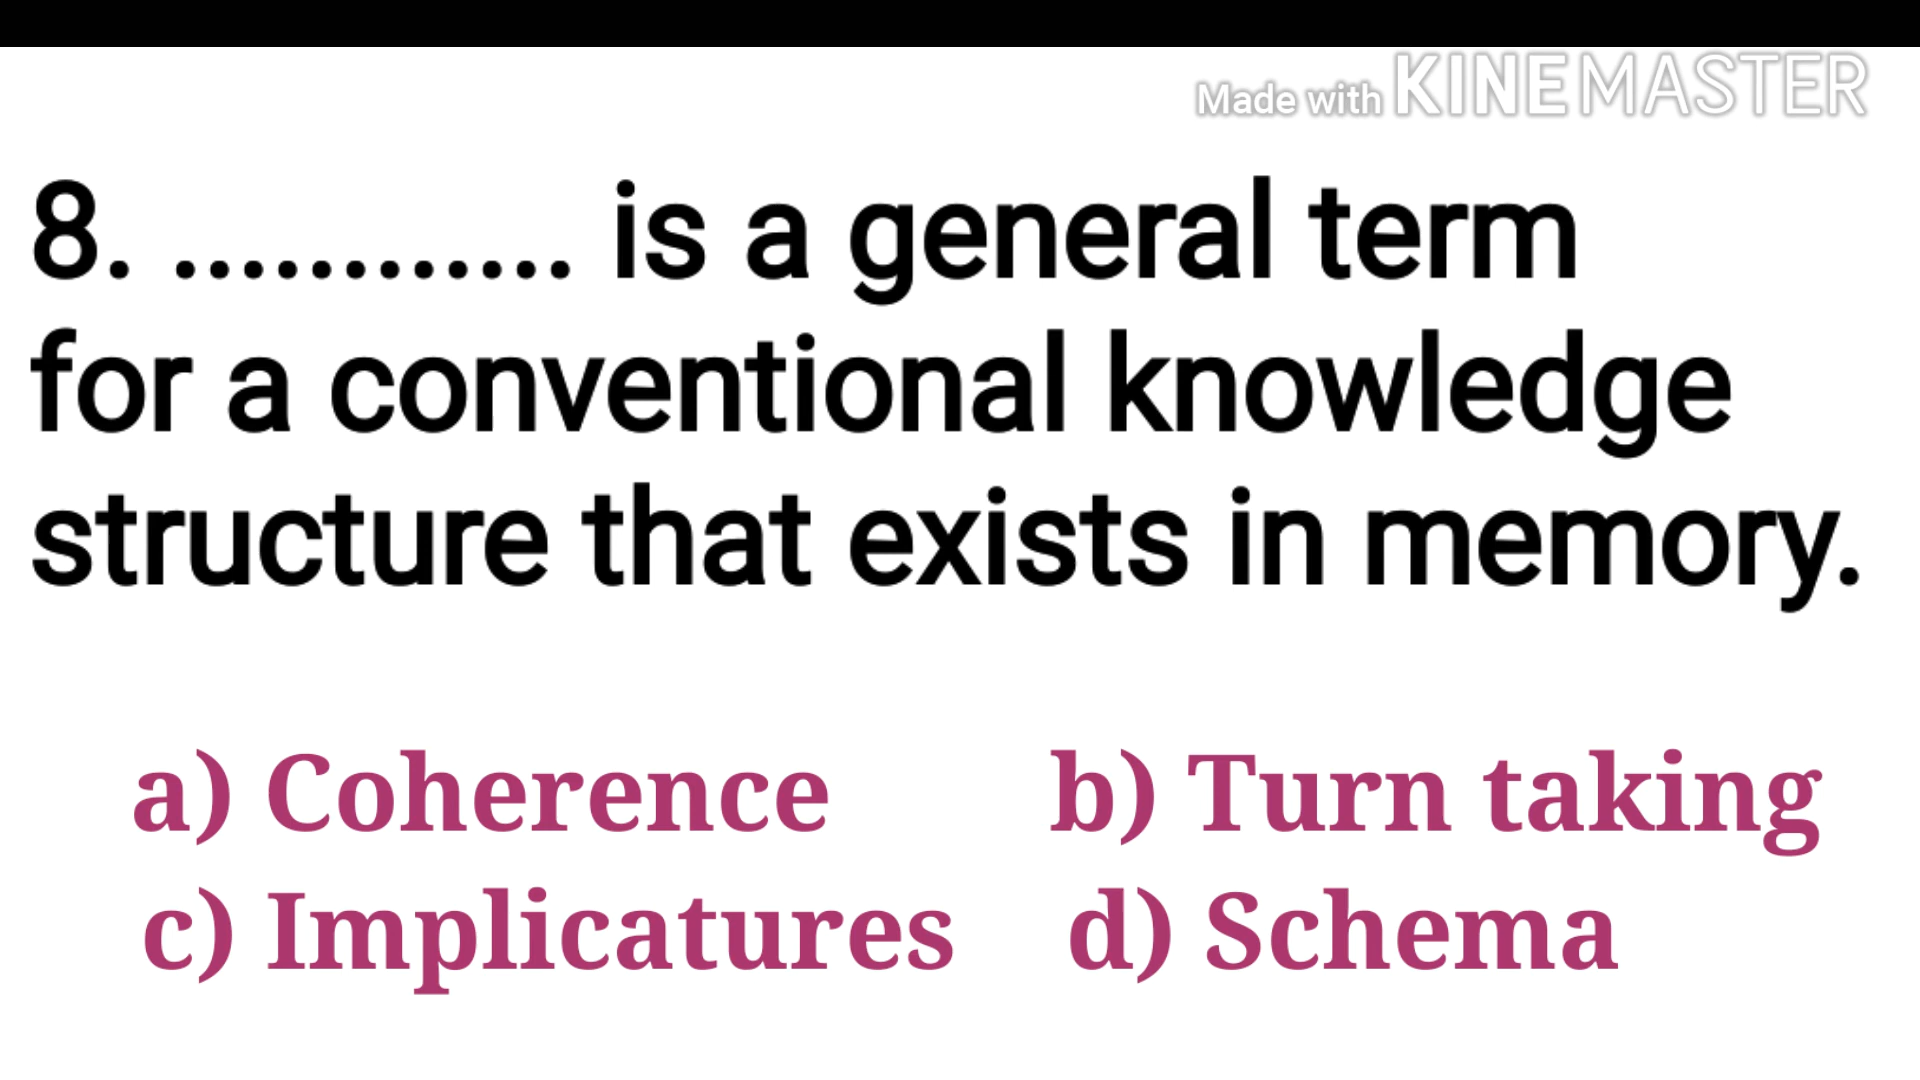 Made with KINEMASTER
8. ............ is a general term
for a conventional knowledge
structure that exists in memory.
a) Coherence b) Turn taking
c) Implicatures d) Schema